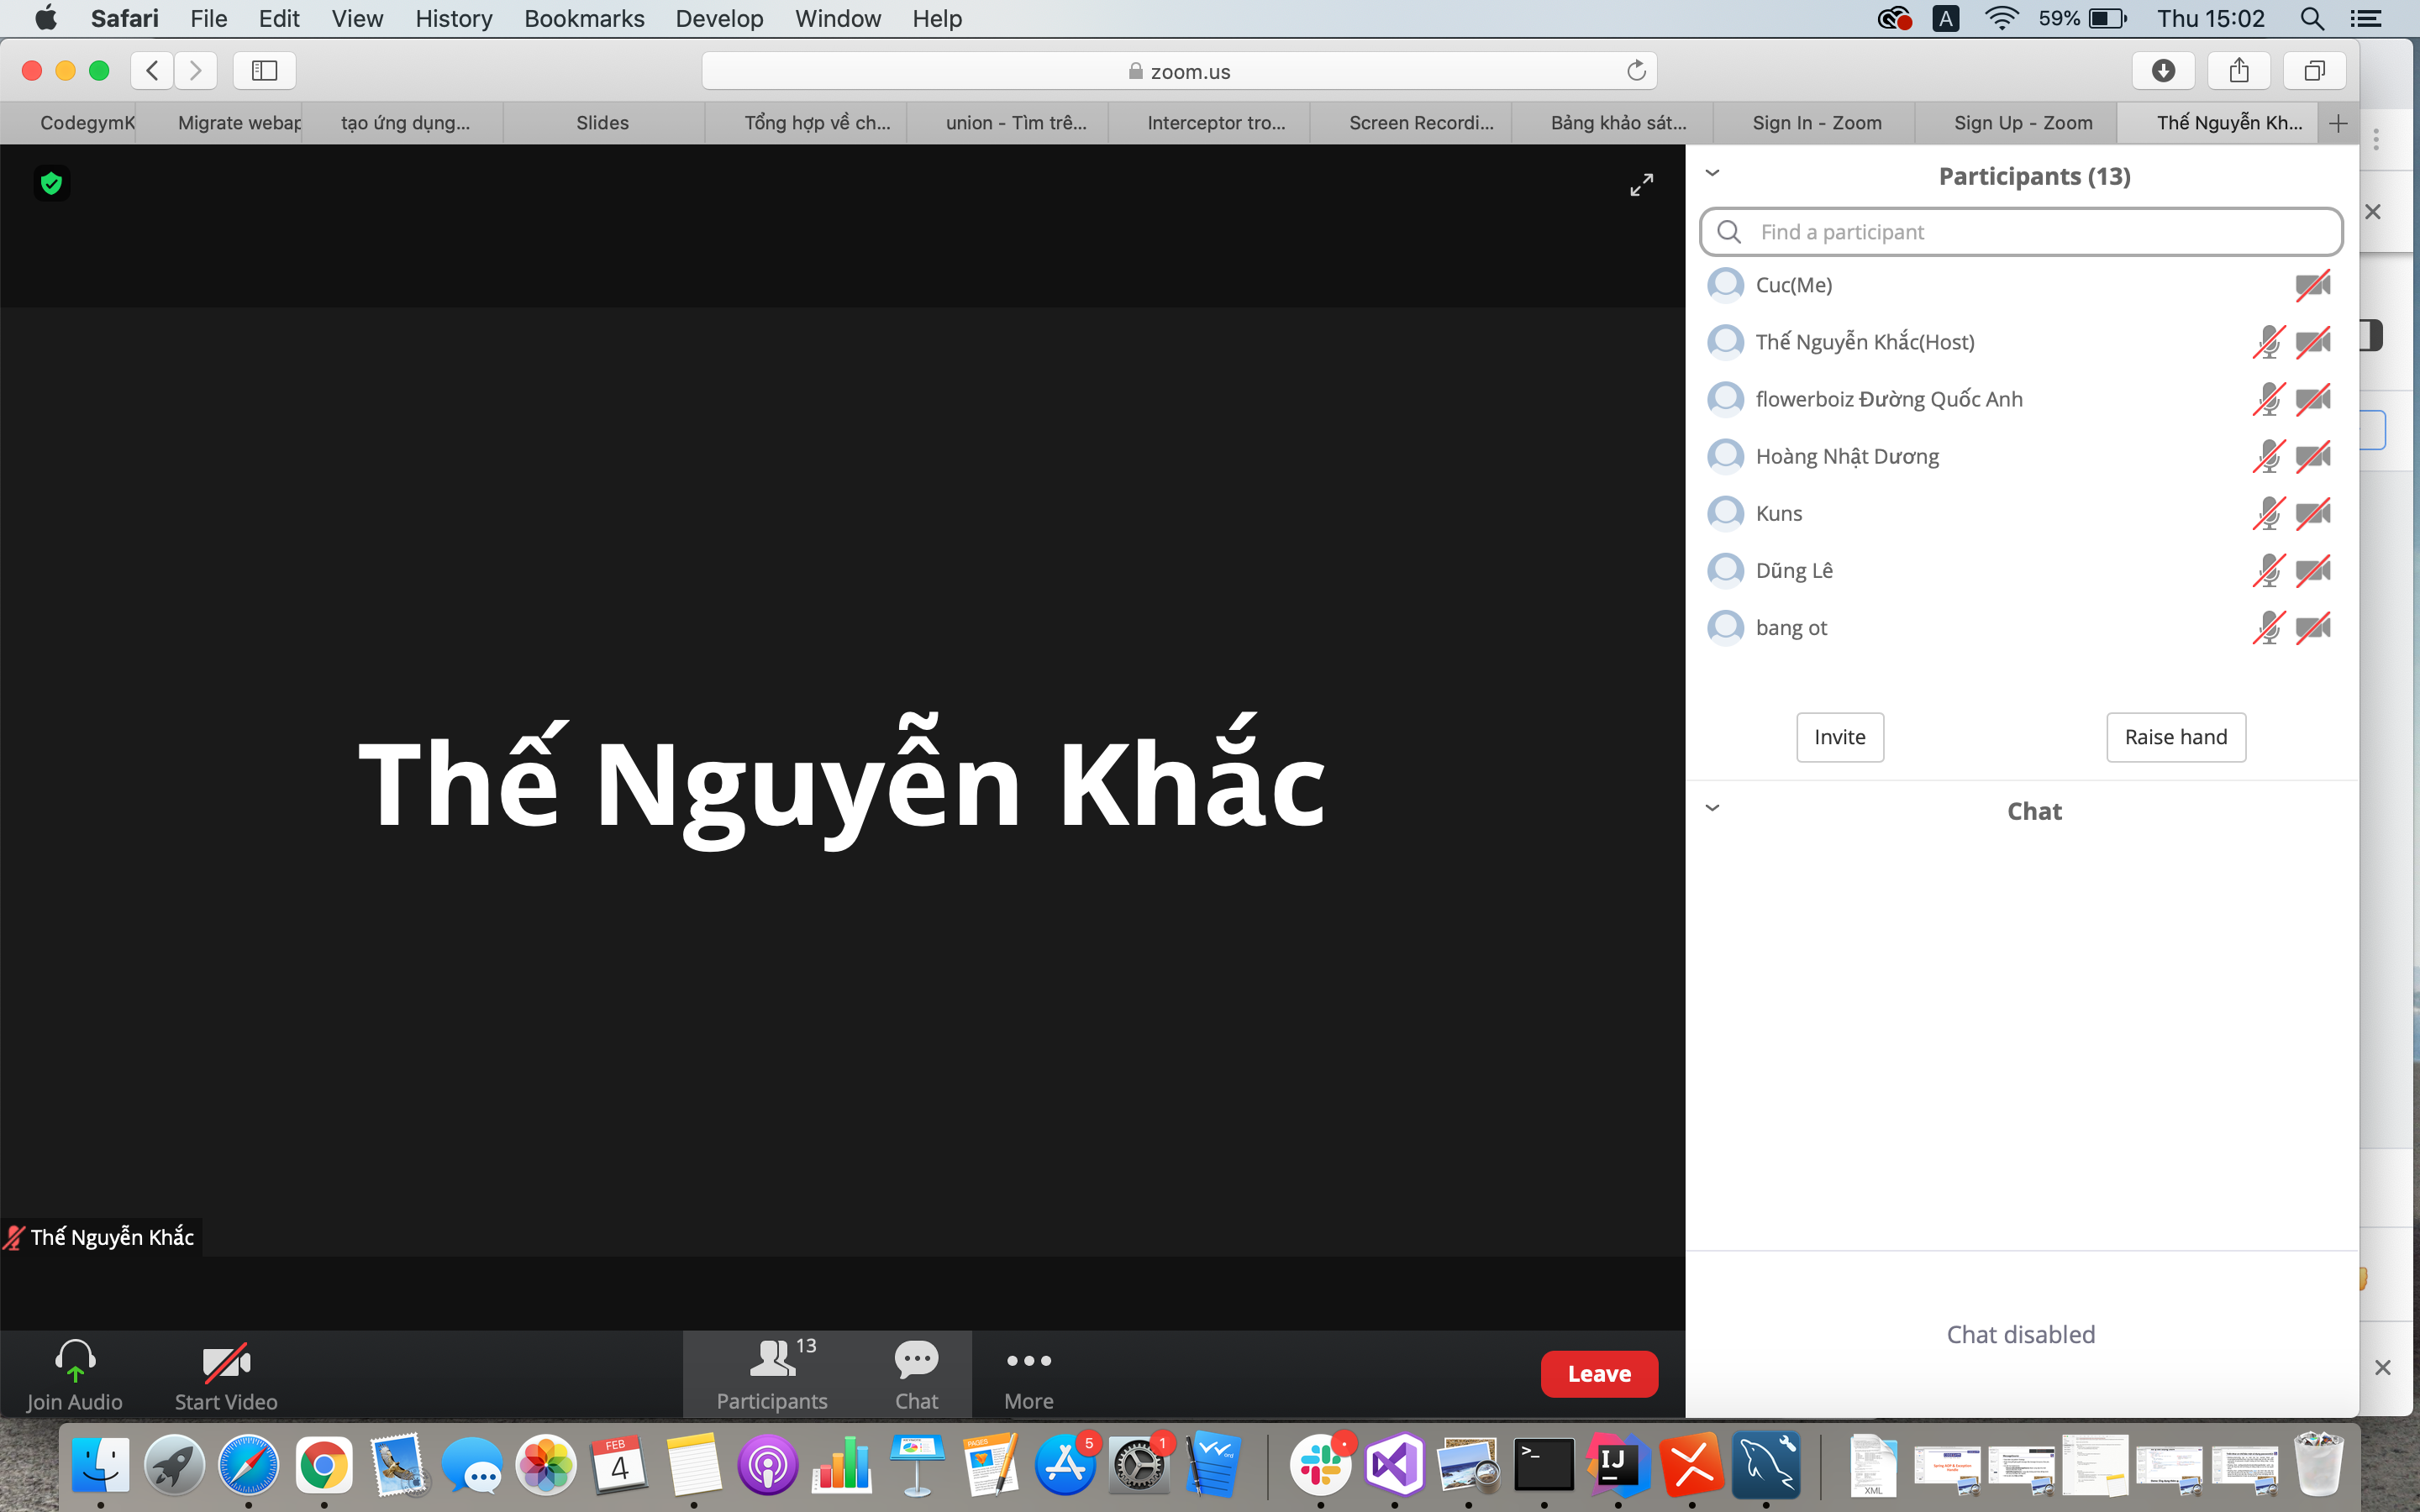 Safari File Edit View History Bookmarks Develop Window Help
A 59% Thu 15:02
zoom.us
CodegymK Migrate webap tạo ứng dụng... Slides Tổng hợp về ch... union - Tìm trê... Interceptor tro... Screen Recordi... Bảng khảo sát... Sign In - Zoom Sign Up - Zoom Thế Nguyễn Kh...
Participants (13)
Find a participant
Cuc(Me)
Thế Nguyễn Khắc(Host)
flowerboiz Đường Quốc Anh
Hoàng Nhật Dương
Kuns
Dũng Lê
bang ot
Invite Raise hand
Chat
Chat disabled
Thế Nguyễn Khắc
Thế Nguyễn Khắc
Join Audio
Start Video
13
Participants
Chat
More
Leave
FEB
4
PAGES
5
1
>_
IJ
XML